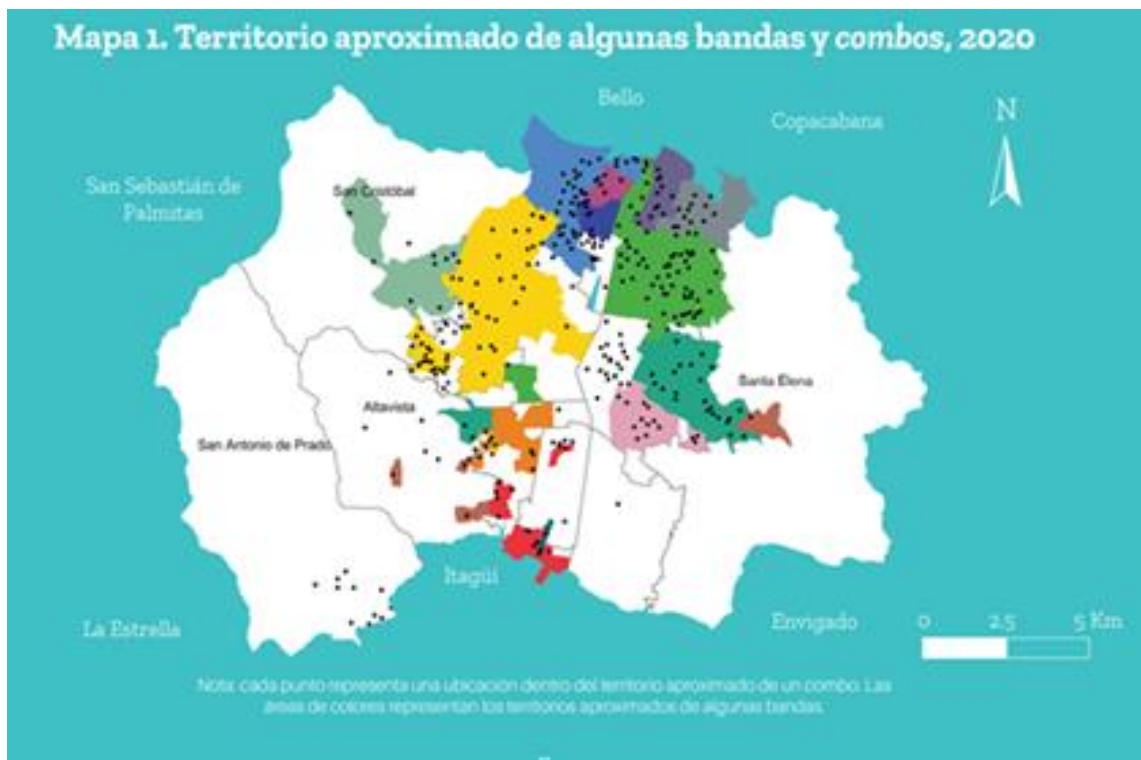 Mapa 1. Territorio aproximado de algunas bandas y combos, 2020
Bello
Copacabana
N
San Sebastián de
Palmitas
San Cristóbal
Santa Elena
Altavista
San Antonio de Prado
Itagüí
La Estrella
Envigado
0 2.5 5 Km
Nota: cada punto representa una ubicación dentro del territorio aproximado de un combo. Las
áreas de colores representan los territorios aproximados de algunas bandas.